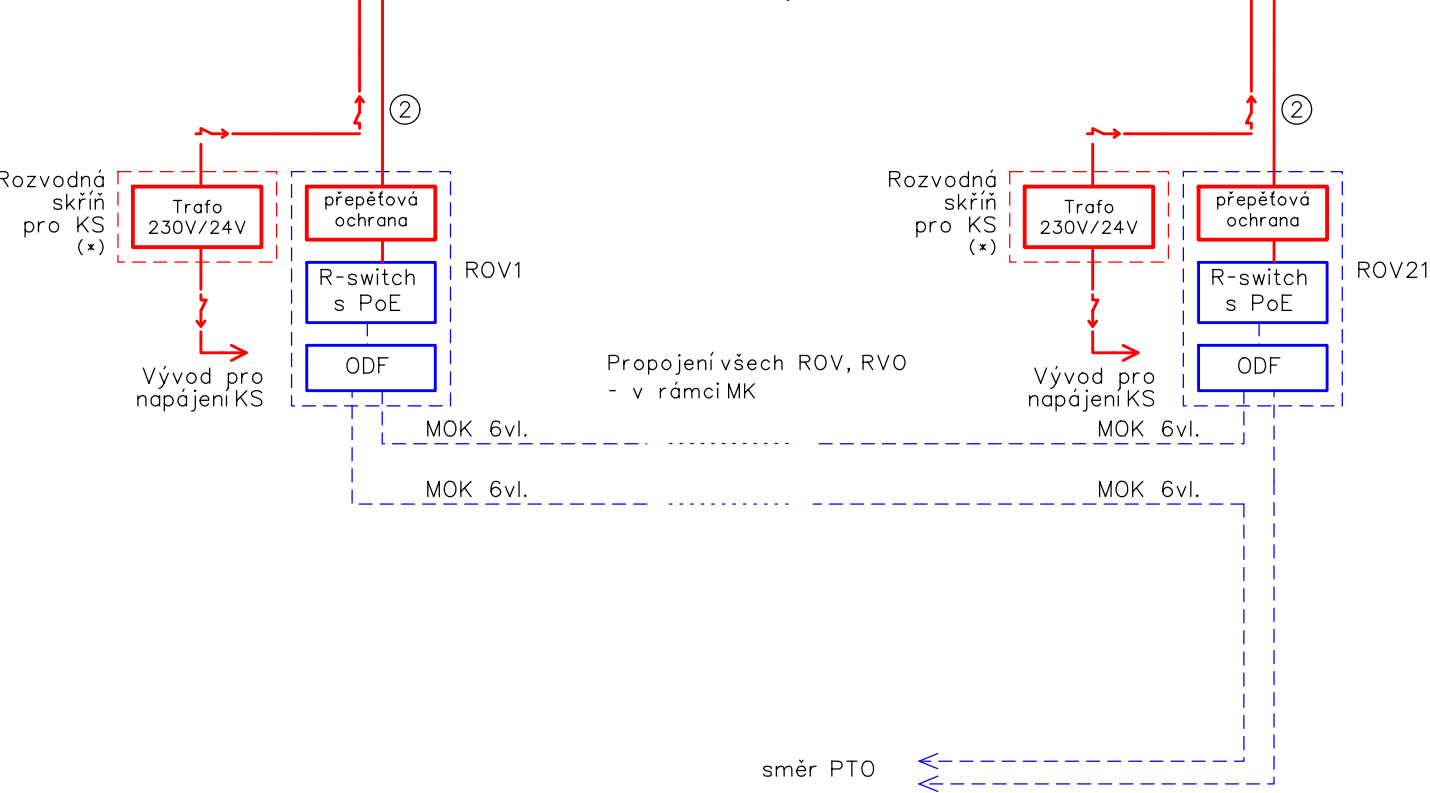 2
2
Rozvodná
skříň
pro KS
(*)
Trafo
230V/24V
přepěťová
ochrana
R-switch
s PoE
ODF
ROV1
Vývod pro
napájení KS
Propojení všech ROV, RVO
- v rámci MK
Rozvodná
skříň
pro KS
(*)
Trafo
230V/24V
přepěťová
ochrana
R-switch
s PoE
ODF
ROV21
Vývod pro
napájení KS
MOK 6vl.
MOK 6vl.
MOK 6vl.
MOK 6vl.
směr PTO